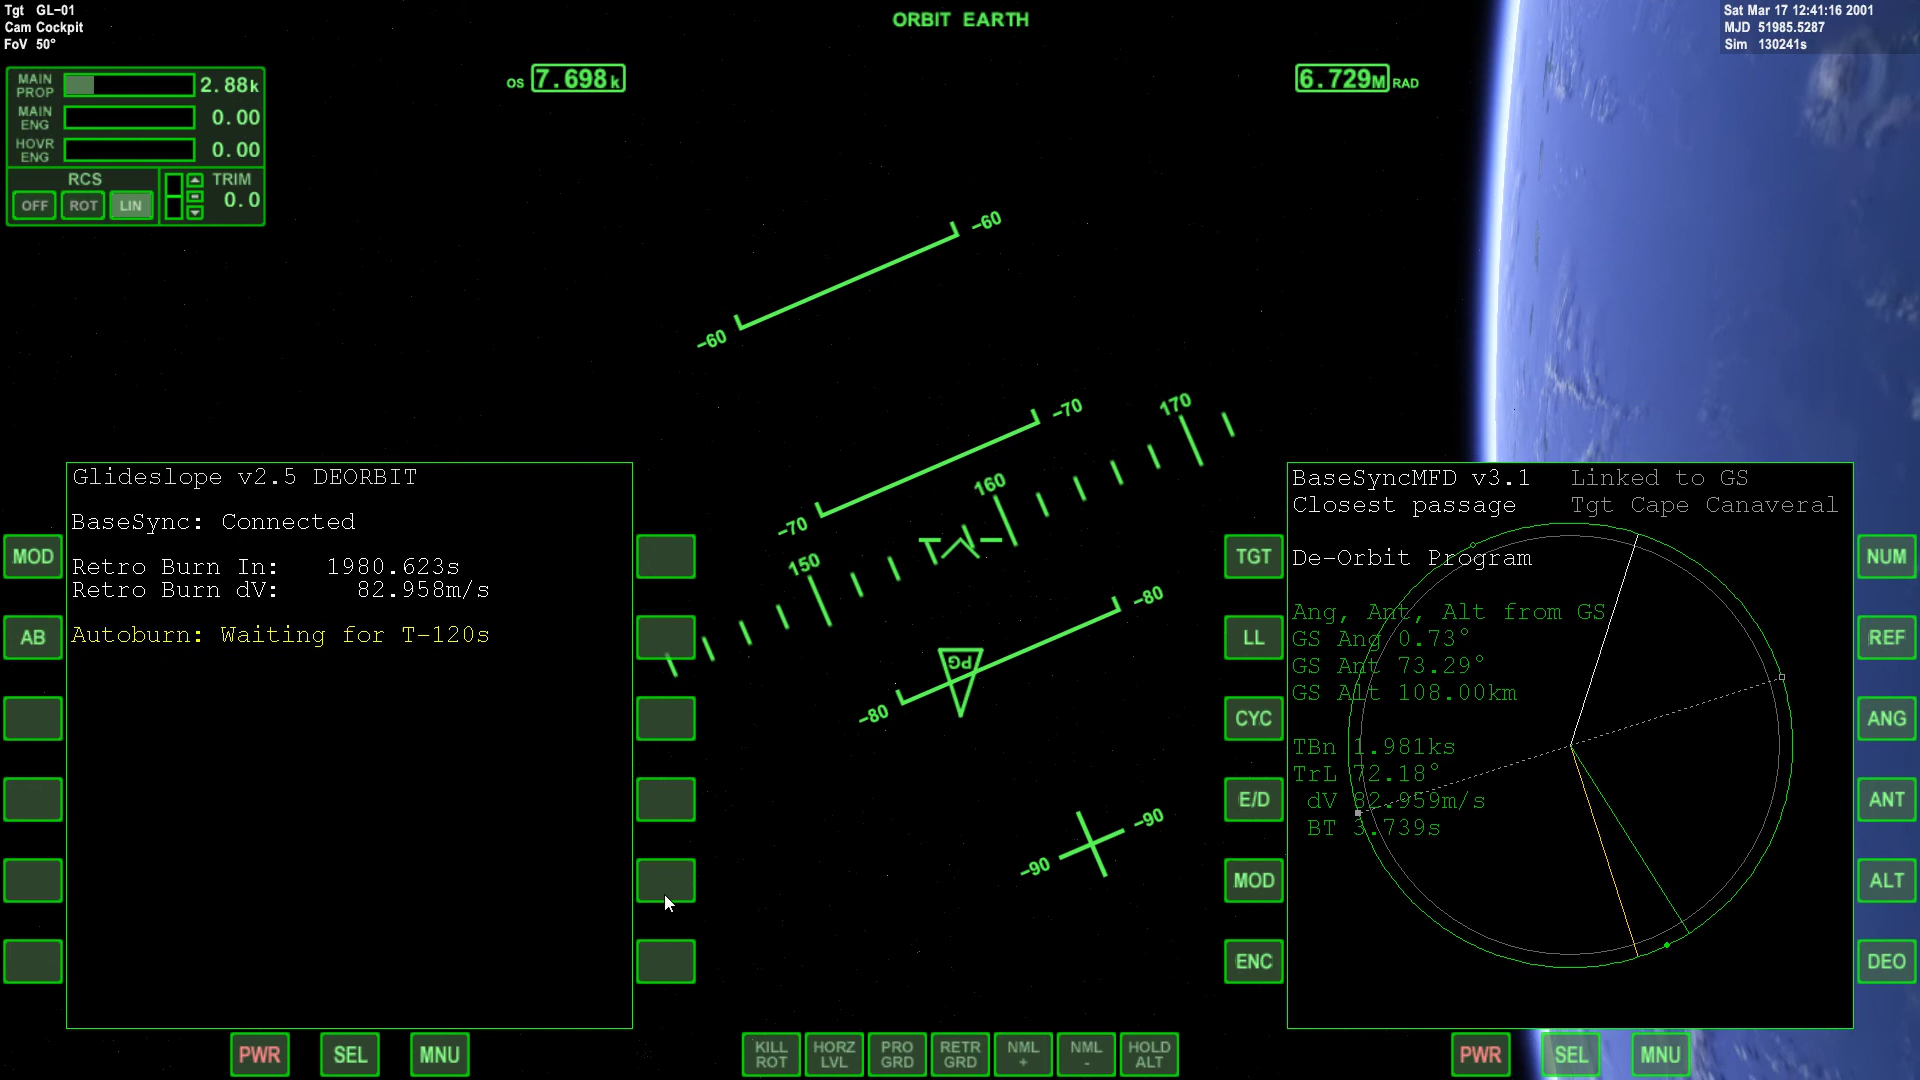 Tgt GL-01
Cam Cockpit
FoV 50°
ORBIT EARTH
Sat Mar 17 12:41:16 2001
MJD 51985.5287
Sim 130241s
MAIN PROP 2.88k
MAIN ENG 0.00
HOVR ENG 0.00
RCS
OFF ROT LIN
TRIM
0.0
OS 7.698k
6.729M RAD
-60
-60
-70
-70
150
160
170
-80
-80
PG
-90
-90
Glideslope v2.5 DEORBIT
BaseSync: Connected
Retro Burn In: 1980.623s
Retro Burn dV: 82.958m/s
Autoburn: Waiting for T-120s
MOD
AB
PWR SEL MNU
KILL ROT
HORZ LVL
PRO GRD
RETR GRD
NML +
NML -
HOLD ALT
BaseSyncMFD v3.1 Linked to GS
Closest passage Tgt Cape Canaveral
De-Orbit Program
Ang, Ant, Alt from GS
GS Ang 0.73°
GS Ant 73.29°
GS Alt 108.00km
TBn 1.981ks
TrL 72.18°
dV 82.959m/s
BT 3.739s
TGT
LL
CYC
E/D
MOD
ENC
NUM
REF
ANG
ANT
ALT
DEO
PWR SEL MNU